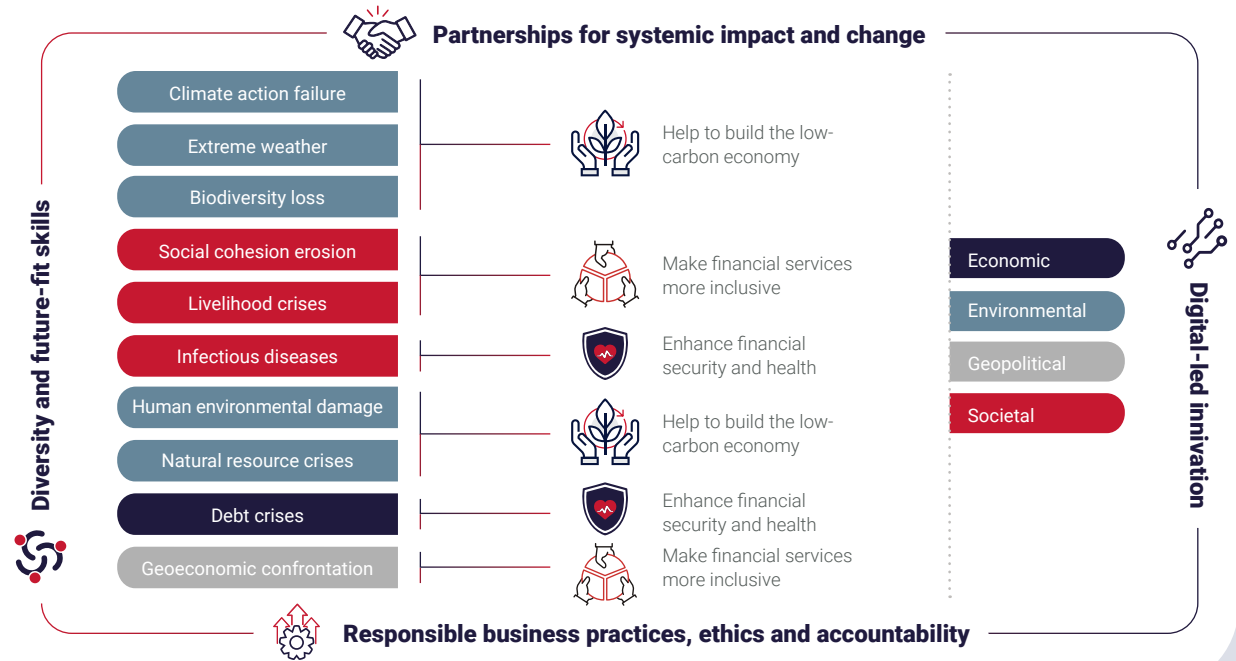 Partnerships for systemic impact and change
Diversity and future-fit skills
Climate action failure
Extreme weather
Biodiversity loss
Help to build the low-
carbon economy
Social cohesion erosion
Livelihood crises
Make financial services
more inclusive
Infectious diseases
Enhance financial
security and health
Human environmental damage
Natural resource crises
Help to build the low-
carbon economy
Debt crises
Enhance financial
security and health
Geoeconomic confrontation
Make financial services
more inclusive
Economic
Environmental
Geopolitical
Societal
Digital-led innivation
Responsible business practices, ethics and accountability